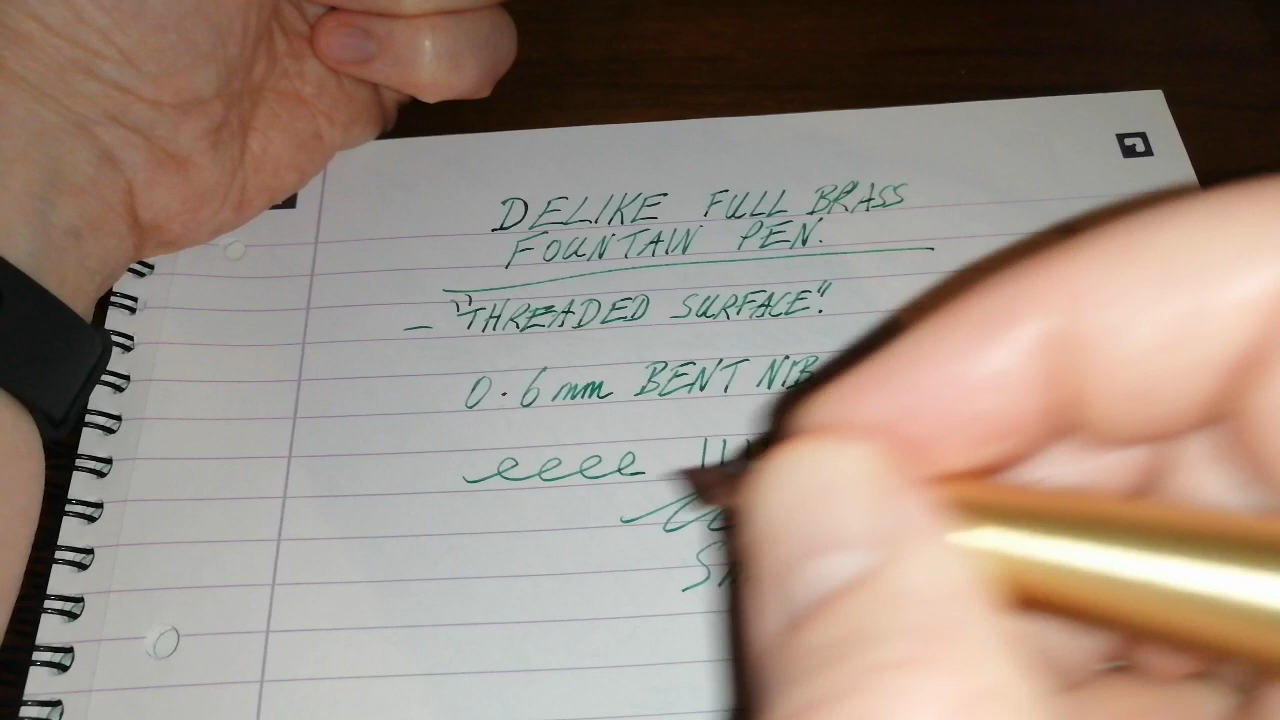 DELIKE FULL BRASS
FOUNTAIN PEN.
- "THREADED SURFACE".
0.6 mm BENT NIB
eeee